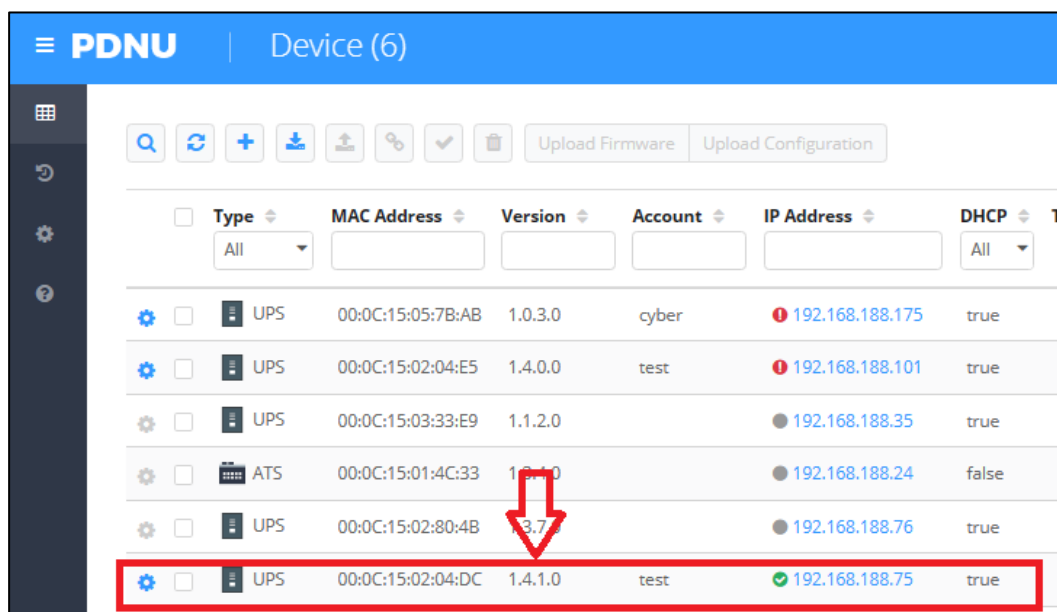 PDNU Device (6)
Upload Firmware Upload Configuration
Type MAC Address Version Account IP Address DHCP T
All All
UPS 00:0C:15:05:7B:AB 1.0.3.0 cyber 192.168.188.175 true
UPS 00:0C:15:02:04:E5 1.4.0.0 test 192.168.188.101 true
UPS 00:0C:15:03:33:E9 1.1.2.0 192.168.188.35 true
ATS 00:0C:15:01:4C:33 192.168.188.24 false
UPS 00:0C:15:02:80:4B 192.168.188.76 true
UPS 00:0C:15:02:04:DC 1.4.1.0 test 192.168.188.75 true